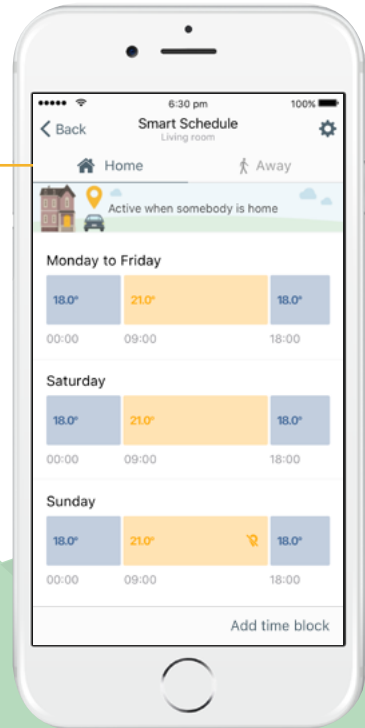 6:30 pm
100%
Back
Smart Schedule
Living room
Home
Away
Active when somebody is home
Monday to Friday
18.0° 21.0° 18.0°
00:00 09:00 18:00
Saturday
18.0° 21.0° 18.0°
00:00 09:00 18:00
Sunday
18.0° 21.0° 18.0°
00:00 09:00 18:00
Add time block